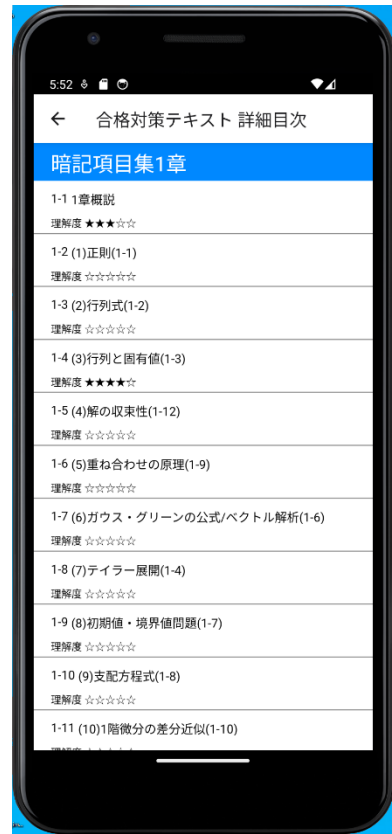 5:52
← 合格対策テキスト 詳細目次
暗記項目集1章
1-1 1章概説
理解度 ★★★☆☆
1-2 (1)正則(1-1)
理解度 ☆☆☆☆☆
1-3 (2)行列式(1-2)
理解度 ☆☆☆☆☆
1-4 (3)行列と固有値(1-3)
理解度 ★★★★☆
1-5 (4)解の収束性(1-12)
理解度 ☆☆☆☆☆
1-6 (5)重ね合わせの原理(1-9)
理解度 ☆☆☆☆☆
1-7 (6)ガウス・グリーンの公式/ベクトル解析(1-6)
理解度 ☆☆☆☆☆
1-8 (7)テイラー展開(1-4)
理解度 ☆☆☆☆☆
1-9 (8)初期値・境界値問題(1-7)
理解度 ☆☆☆☆☆
1-10 (9)支配方程式(1-8)
理解度 ☆☆☆☆☆
1-11 (10)1階微分の差分近似(1-10)